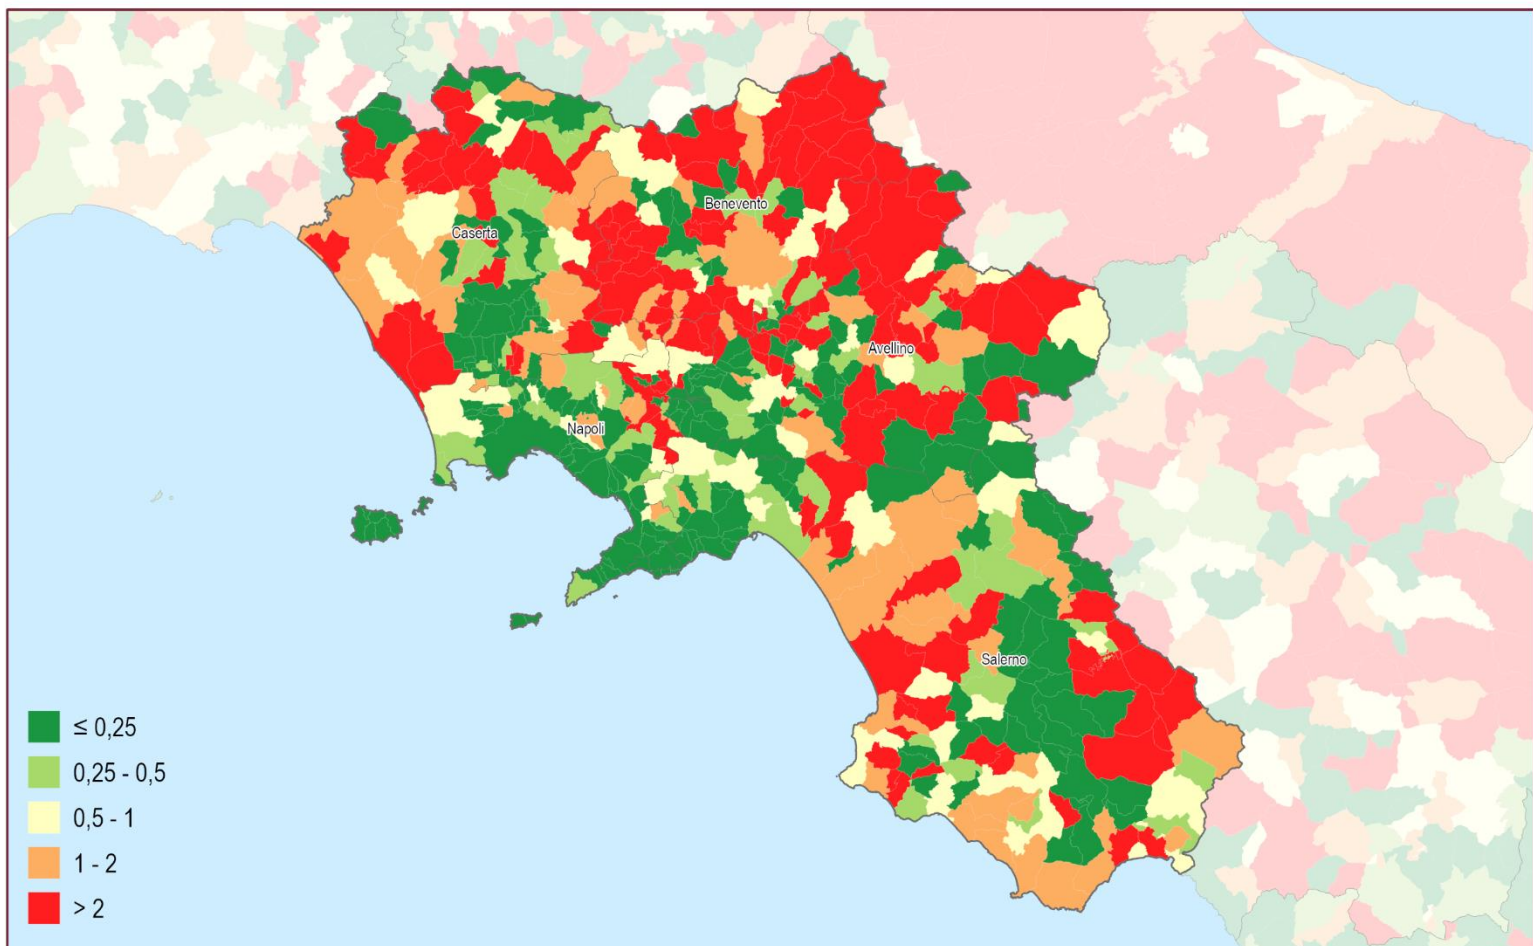 Benevento
Caserta
Avellino
Napoli
Salerno
≤ 0,25
0,25 - 0,5
0,5 - 1
1 - 2
> 2